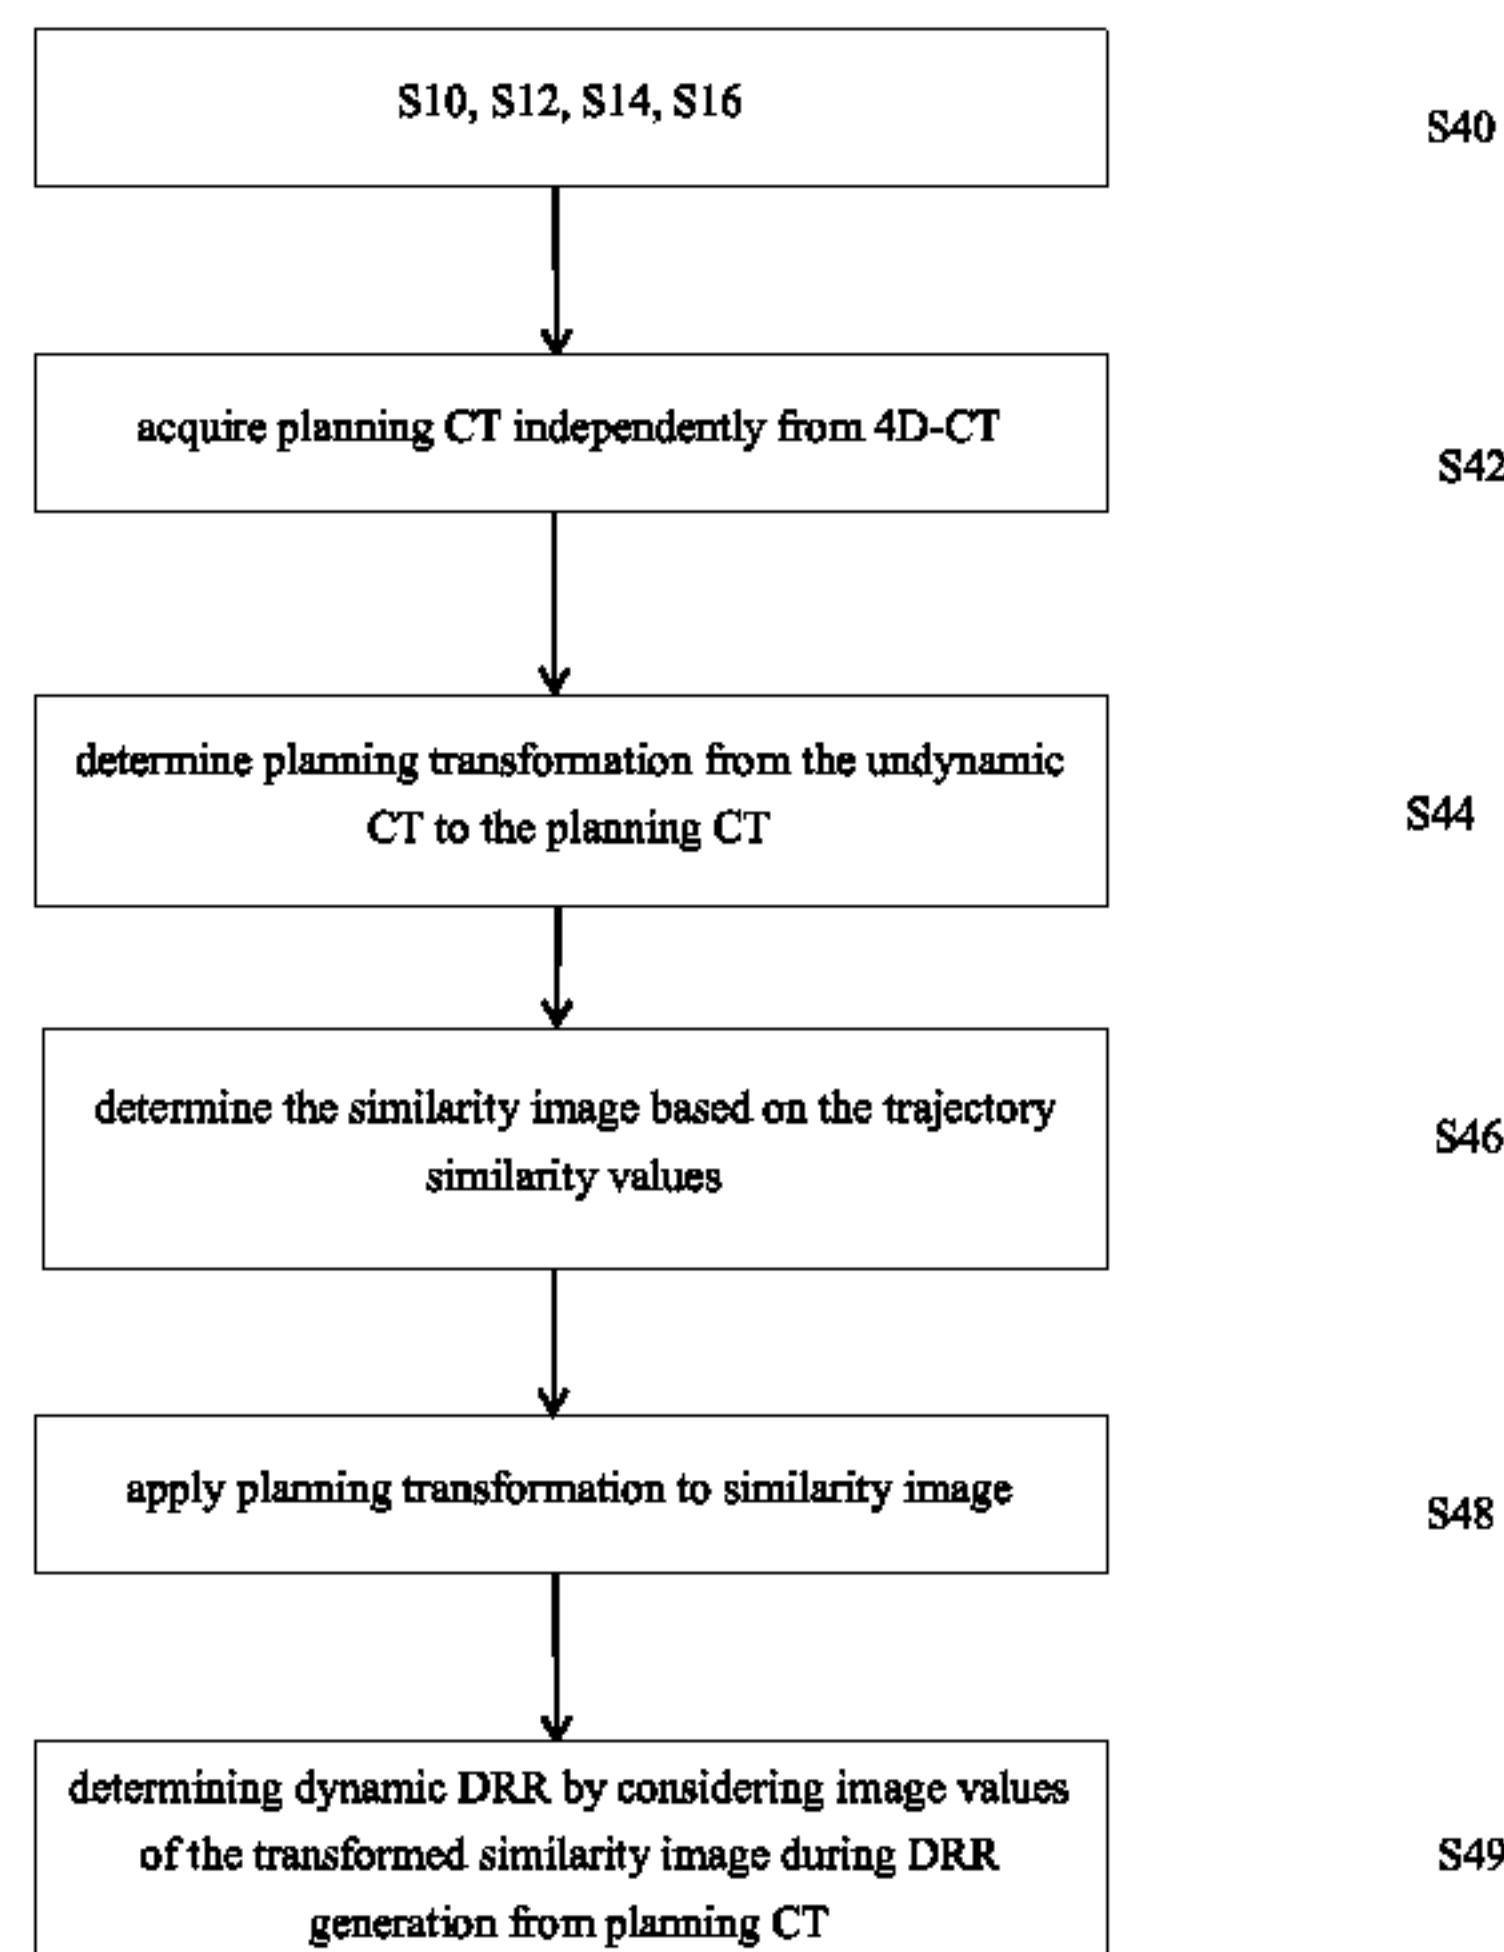 S10, S12, S14, S16
S40
acquire planning CT independently from 4D-CT
S42
determine planning transformation from the undynamic
CT to the planning CT
S44
determine the similarity image based on the trajectory
similarity values
S46
apply planning transformation to similarity image
S48
determining dynamic DRR by considering image values
of the transformed similarity image during DRR
generation from planning CT
S49